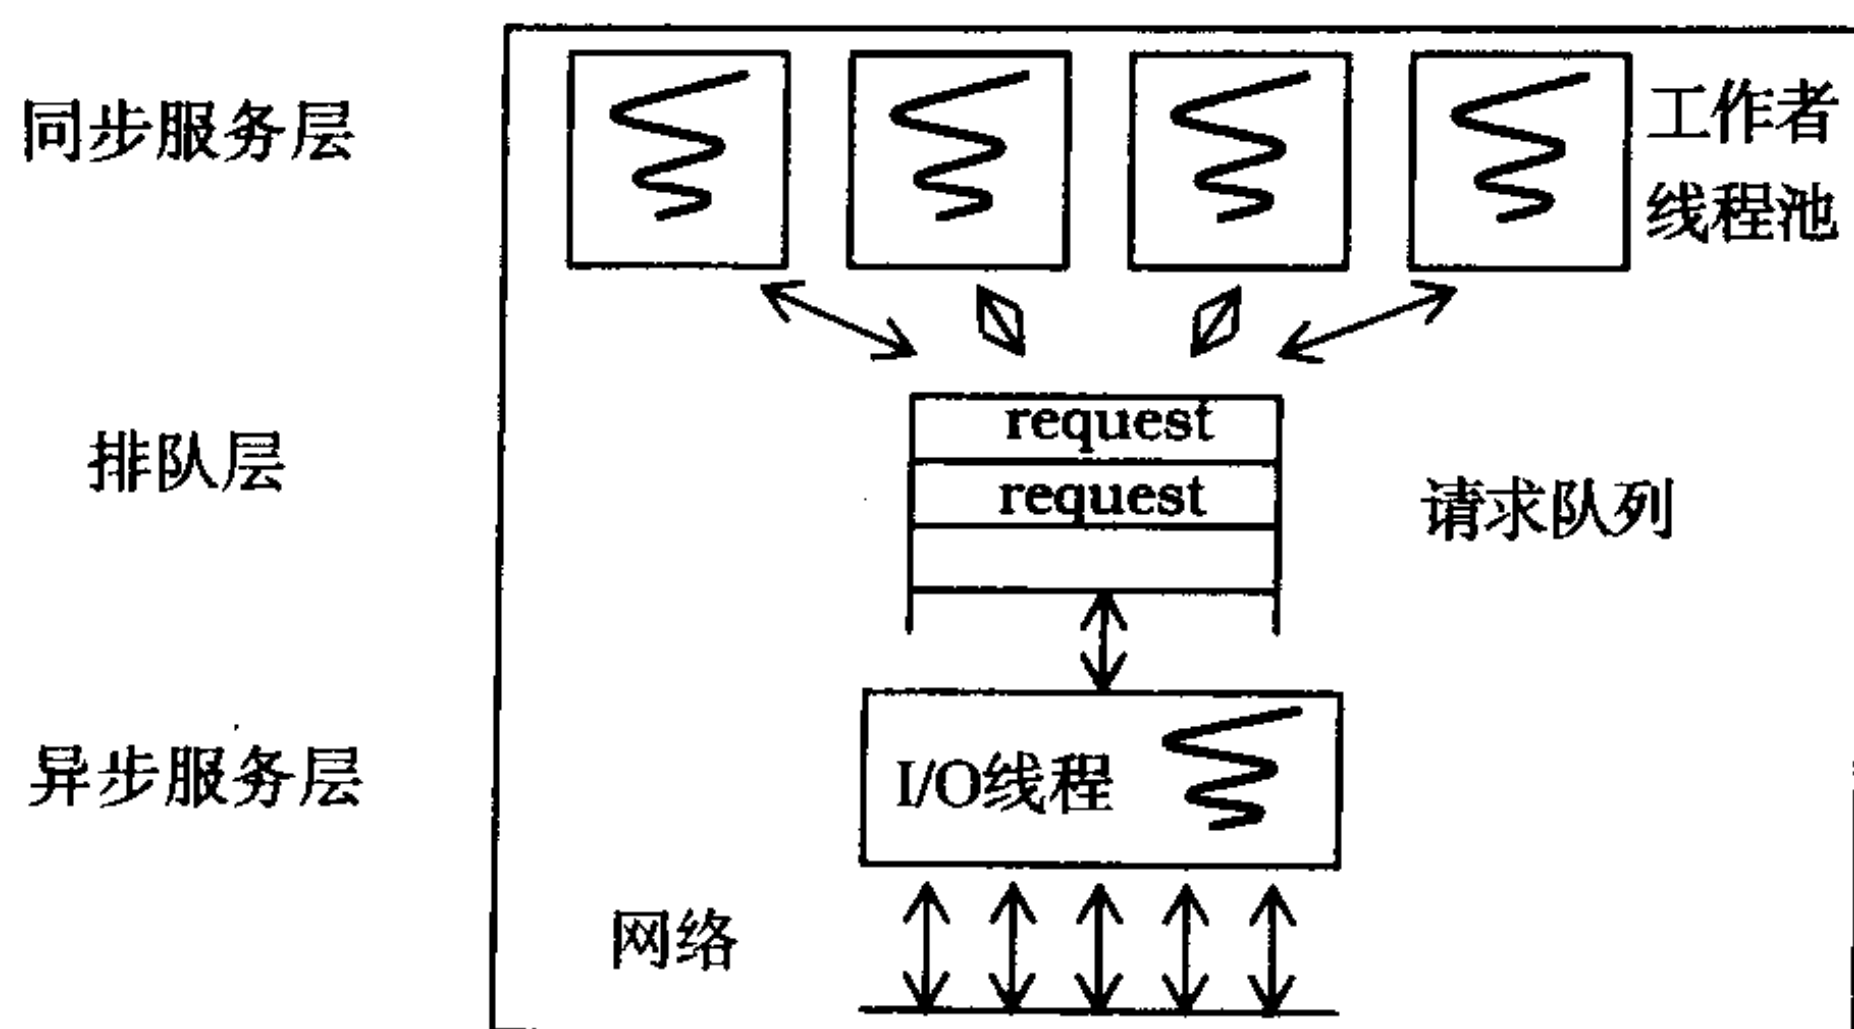 同步服务层
工作者
线程池
排队层
request
request
请求队列
异步服务层
I/O线程
网络